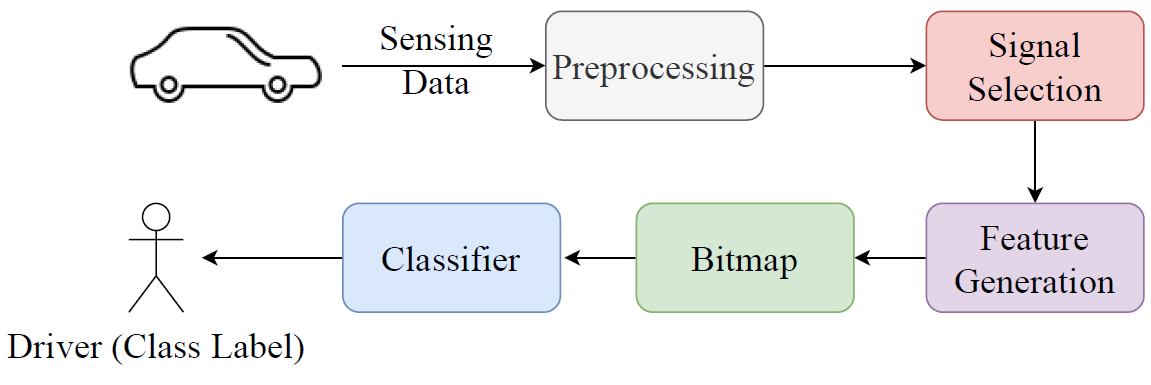 Sensing
Data
Preprocessing
Signal
Selection
Feature
Generation
Bitmap
Classifier
Driver (Class Label)